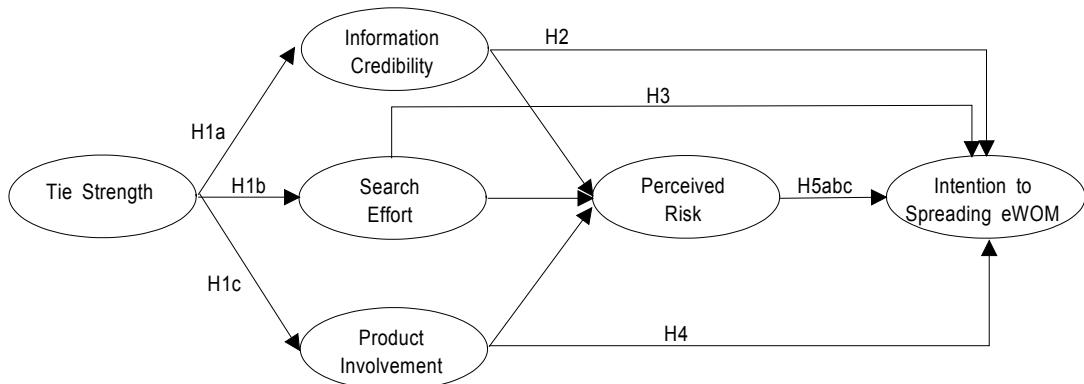 Information
Credibility
H2
H3
H1a
Tie Strength
H1b
Search
Effort
Perceived
Risk
H5abc
Intention to
Spreading eWOM
H1c
Product
Involvement
H4